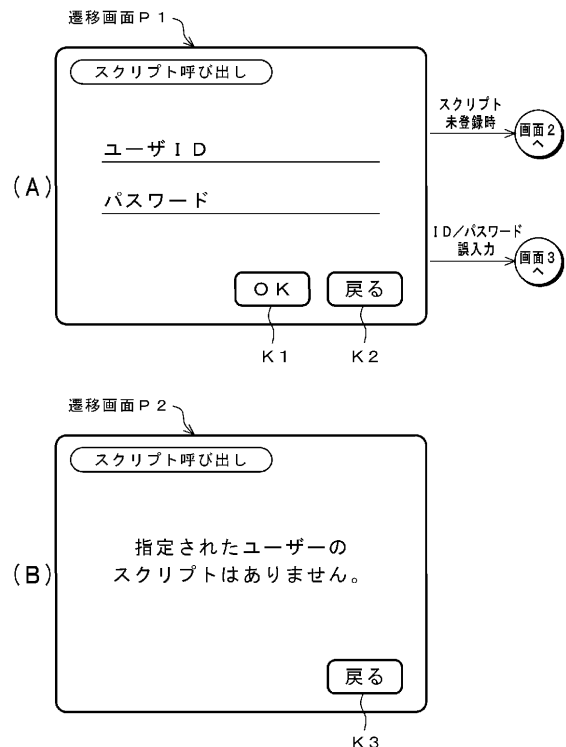 遷移画面Ｐ１
スクリプト呼び出し
(A)
ユーザＩＤ
パスワード
ＯＫ
戻る
Ｋ１
Ｋ２
スクリプト
未登録時
画面２
へ
ＩＤ／パスワード
誤入力
画面３
へ
遷移画面Ｐ２
スクリプト呼び出し
(B)
指定されたユーザーの
スクリプトはありません。
戻る
Ｋ３